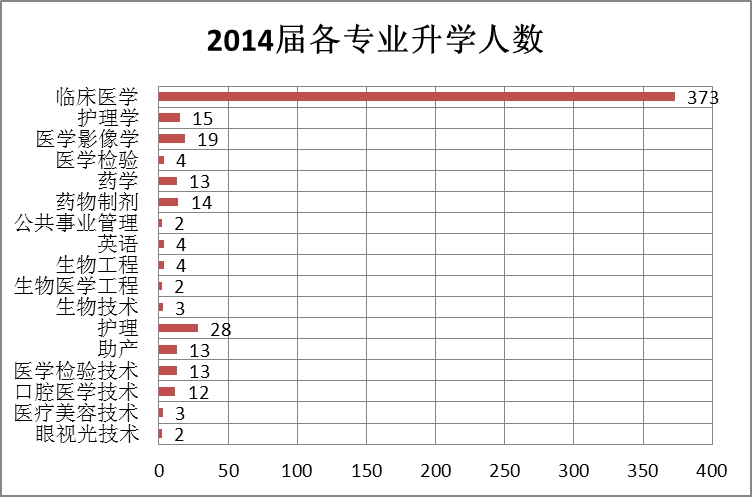 2014届各专业升学人数
临床医学 373
护理学 15
医学影像学 19
医学检验 4
药学 13
药物制剂 14
公共事业管理 2
英语 4
生物工程 4
生物医学工程 2
生物技术 3
护理 28
助产 13
医学检验技术 13
口腔医学技术 12
医疗美容技术 3
眼视光技术 2
0 50 100 150 200 250 300 350 400